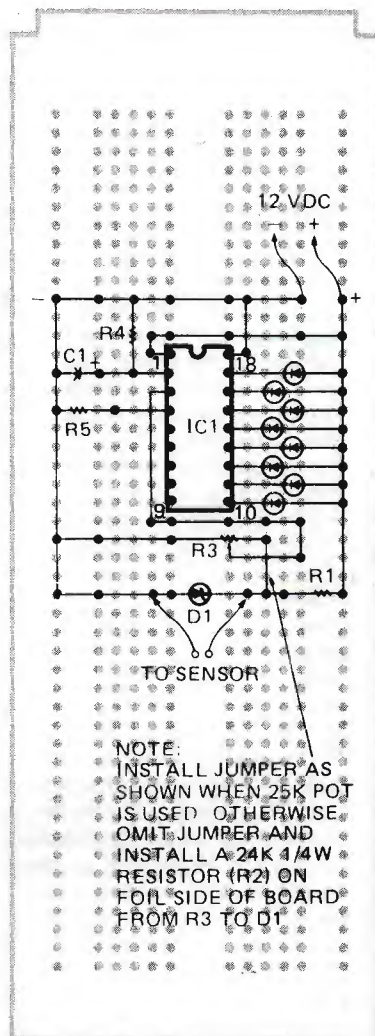 12 VDC
- +
- +
R4
C1 +
1 18
R5
IC1
9 10
R3
R1
D1
TO SENSOR
NOTE:
INSTALL JUMPER AS
SHOWN WHEN 25K POT
IS USED OTHERWISE
OMIT JUMPER AND
INSTALL A 24K 1/4W
RESISTOR (R2) ON
FOIL SIDE OF BOARD
FROM R3 TO D1